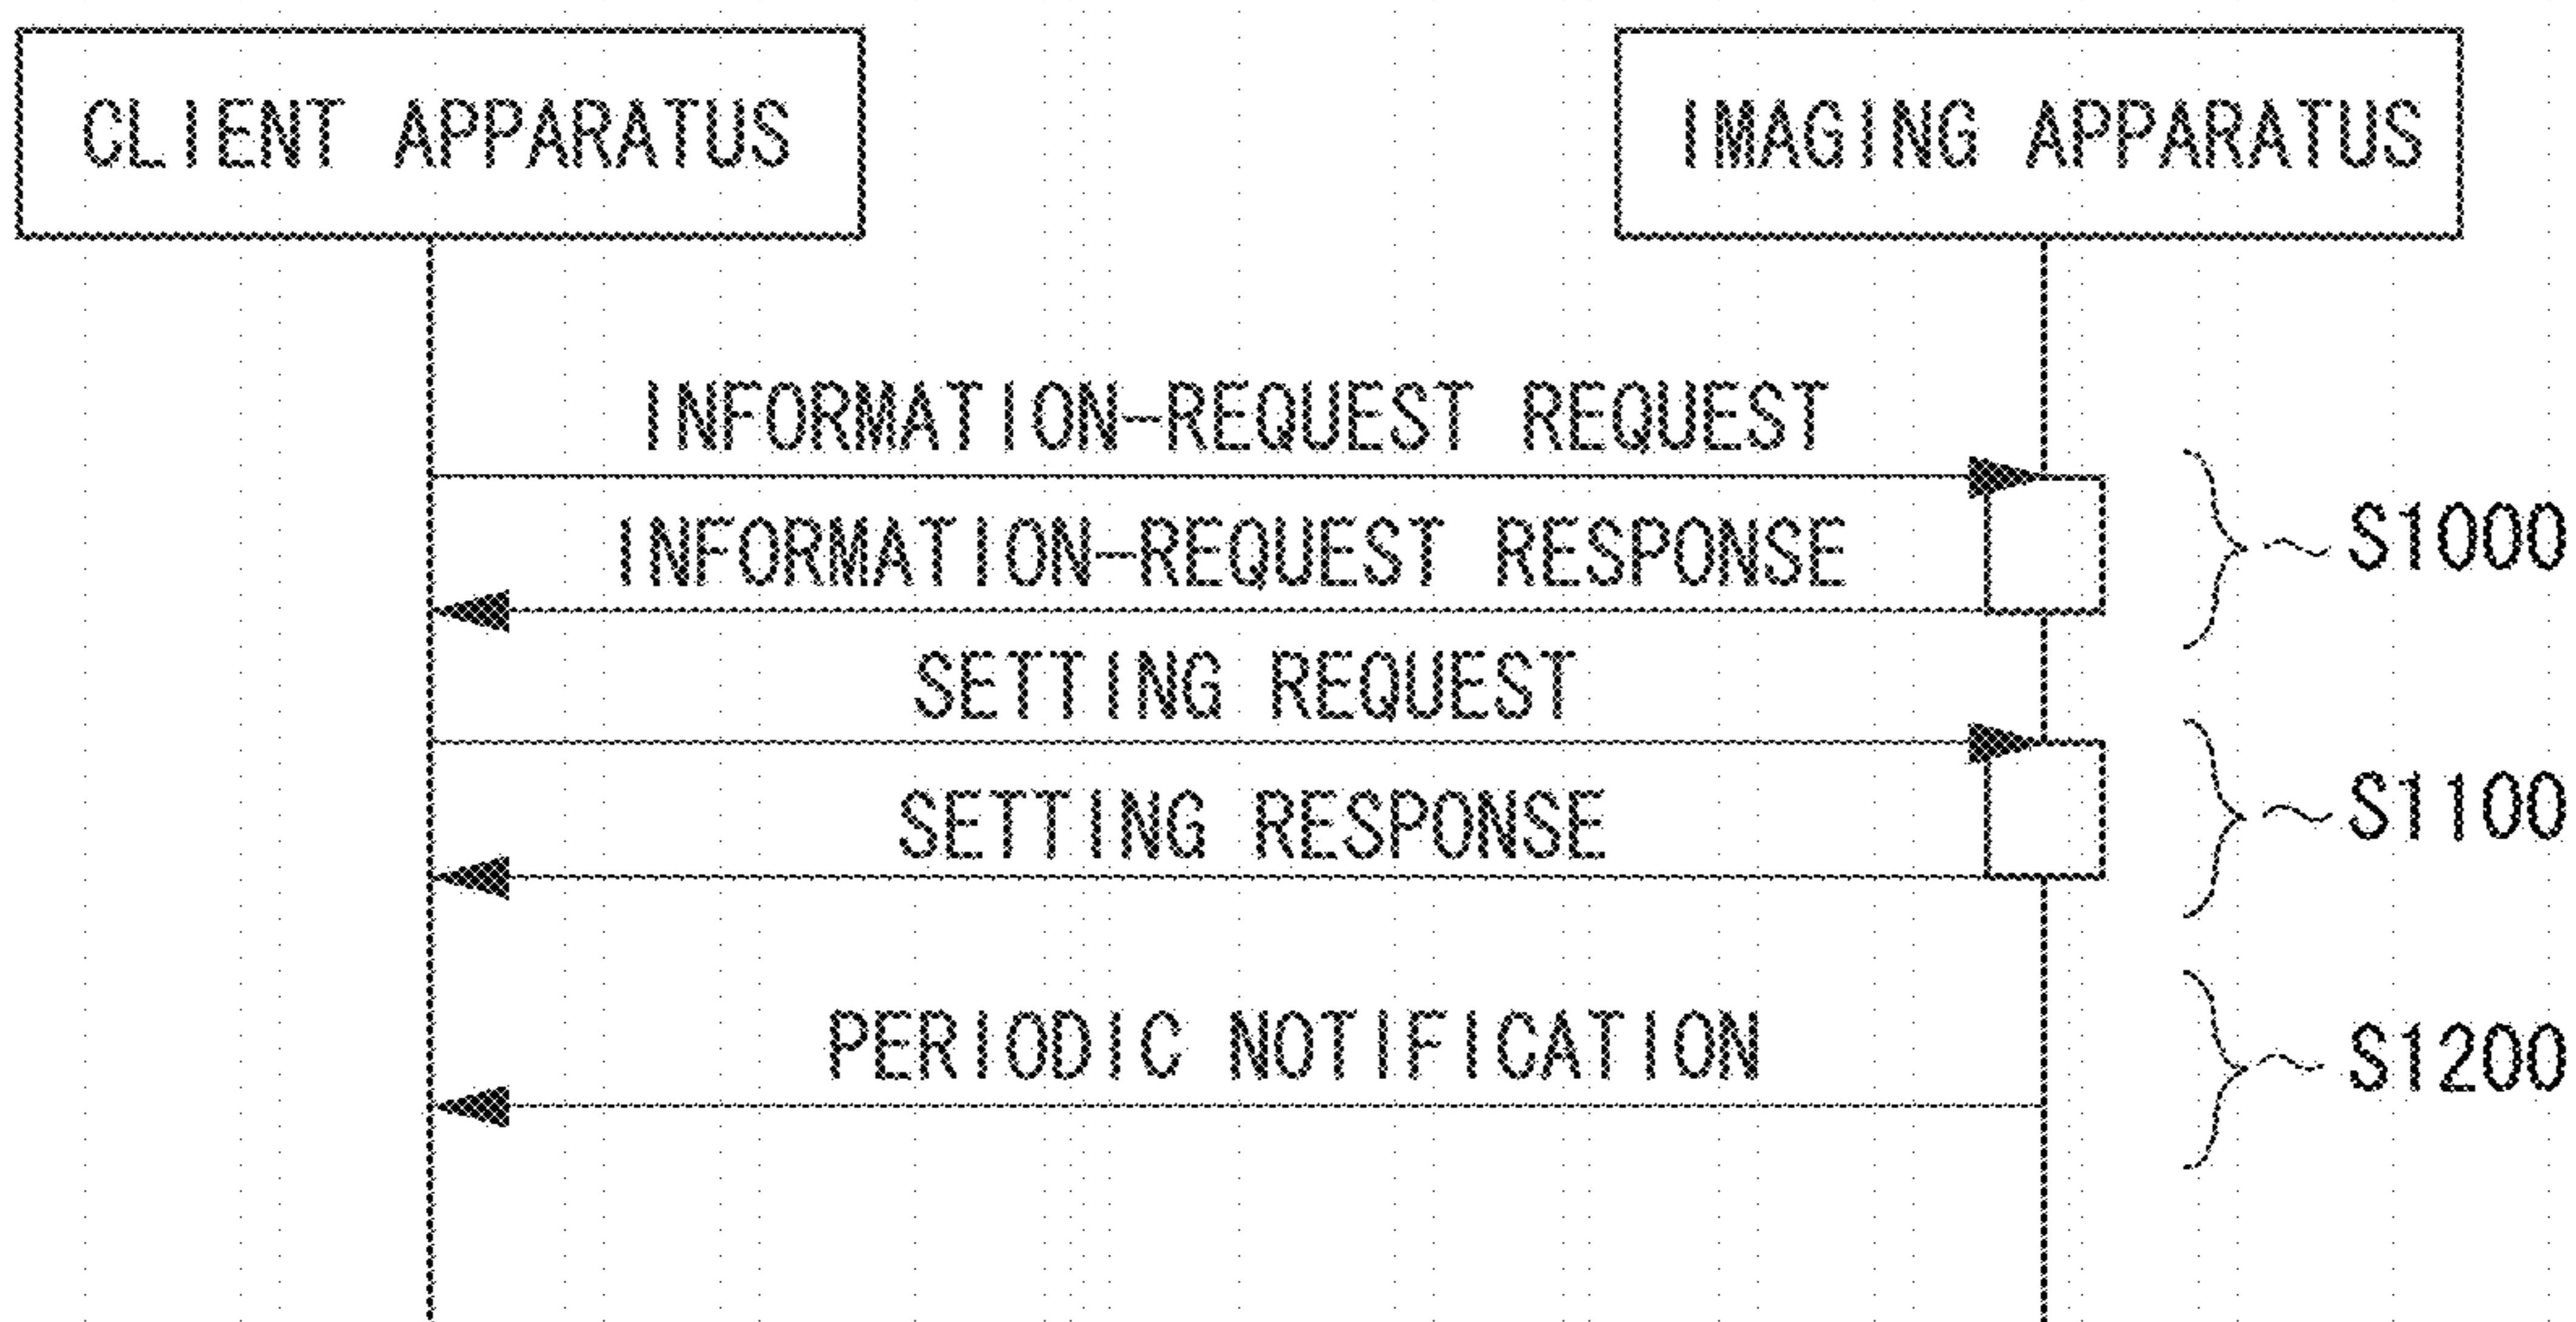 CLIENT APPARATUS
IMAGING APPARATUS
INFORMATION-REQUEST REQUEST
INFORMATION-REQUEST RESPONSE
S1000
SETTING REQUEST
SETTING RESPONSE
S1100
PERIODIC NOTIFICATION
S1200